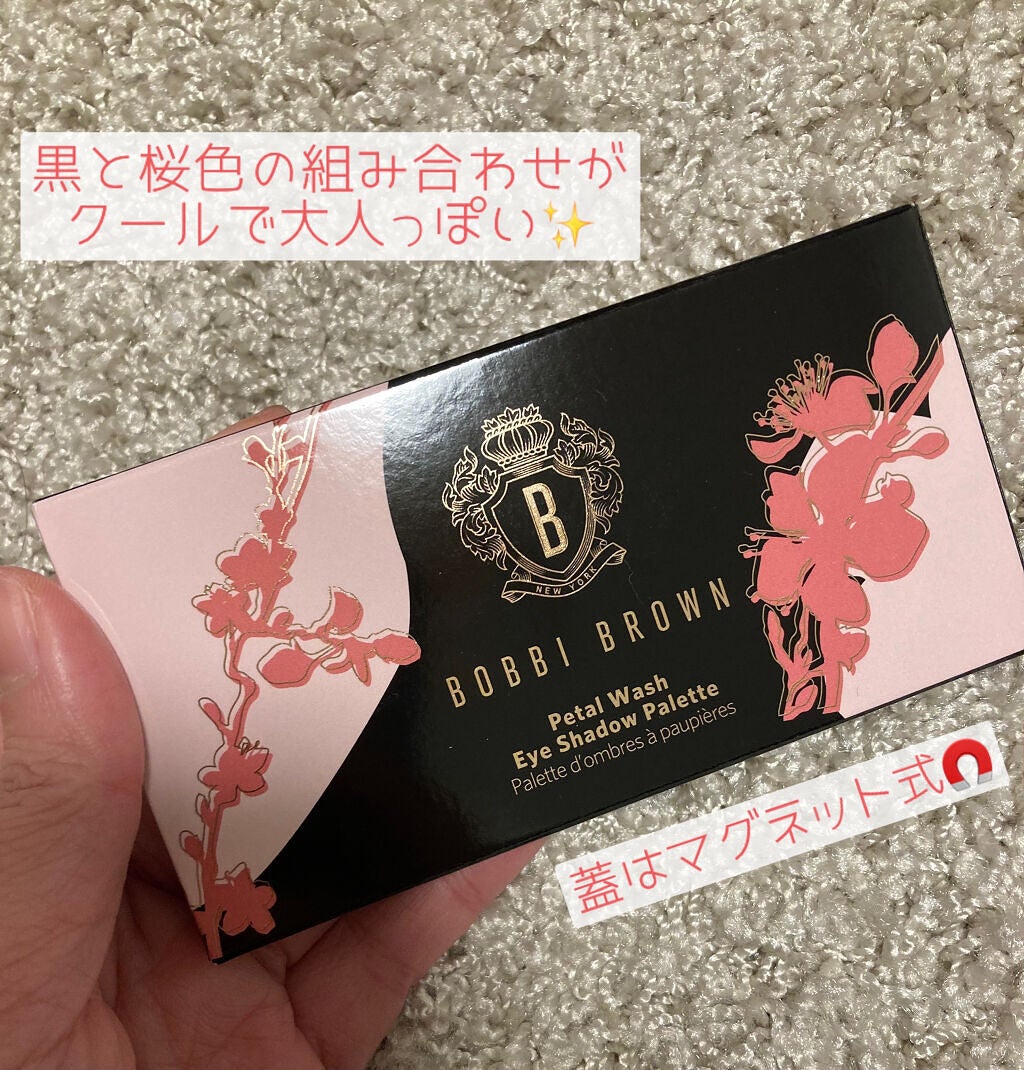 黒と桜色の組み合わせが
クールで大人っぽい✨
B
NEW YORK
BOBBI BROWN
Petal Wash
Eye Shadow Palette
Palette d'ombres à paupières
蓋はマグネット式🧲